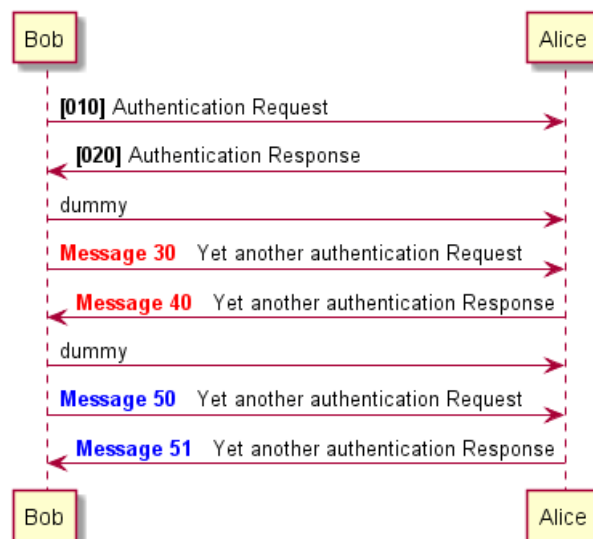 Bob Alice
[010] Authentication Request
[020] Authentication Response
dummy
Message 30 Yet another authentication Request
Message 40 Yet another authentication Response
dummy
Message 50 Yet another authentication Request
Message 51 Yet another authentication Response
Bob Alice